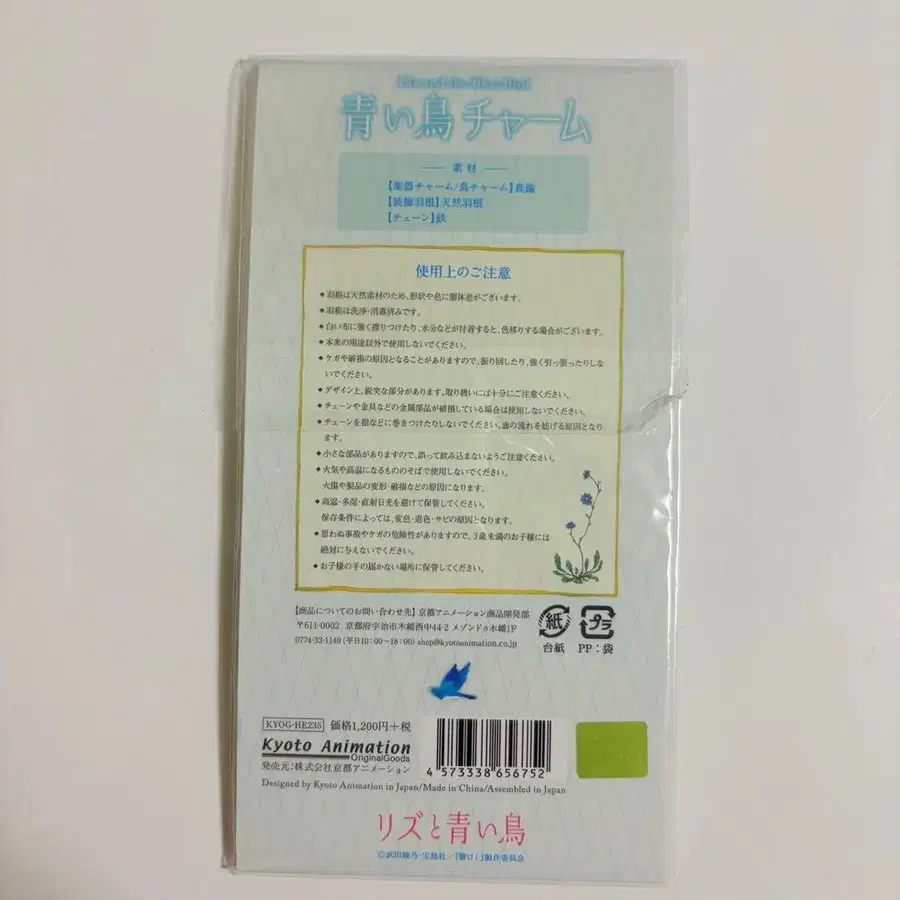 Liz and the Blue Bird
青い鳥チャーム
素材
【楽器チャーム/鳥チャーム】真鍮
【装飾羽根】天然羽根
【チェーン】鉄
使用上のご注意
◆羽根は天然素材のため、形状や色に個体差がございます。
◆羽根は洗浄・消毒済みです。
◆白い布に強く擦りつけたり、水分などが付着すると、色移りする場合がございます。
◆本来の用途以外で使用しないでください。
◆ケガや破損の原因となることがありますので、振り回したり、強く引っ張ったりしな
いでください。
◆デザイン上、鋭突な部分があります。取り扱いには十分にご注意ください。
◆チェーンや金具などの金属部品が破損している場合は使用しないでください。
◆チェーンを指などに巻きつけたりしないでください。血の流れを妨げる原因となり
ます。
◆小さな部品がありますので、誤って飲み込まないようご注意ください。
◆火気や高温になるもののそばで使用しないでください。
火傷や製品の変形・破損などの原因になります。
◆高温・多湿・直射日光を避けて保管してください。
保存条件によっては、変色・退色・サビの原因となります。
◆思わぬ事故やケガの危険性がありますので、3歳未満のお子様には
絶対に与えないでください。
◆お子様の手の届かない場所に保管してください。
【商品についてのお問い合わせ先】京都アニメーション商品開発部
〒611-0002 京都府宇治市木幡西中44-2 メゾンドゥ木幡1F
0774-33-1140 (平日10:00~18:00) shop@kyotoanimation.co.jp
紙
台紙
プラ
PP:袋
KYOG-HE235 価格1,200円+税
Kyoto Animation
OriginalGoods
発売元:株式会社京都アニメーション
4 573338 656752
Designed by Kyoto Animation in Japan/Made in China/Assembled in Japan
リズと青い鳥
©武田綾乃・宝島社/『響け!』製作委員会